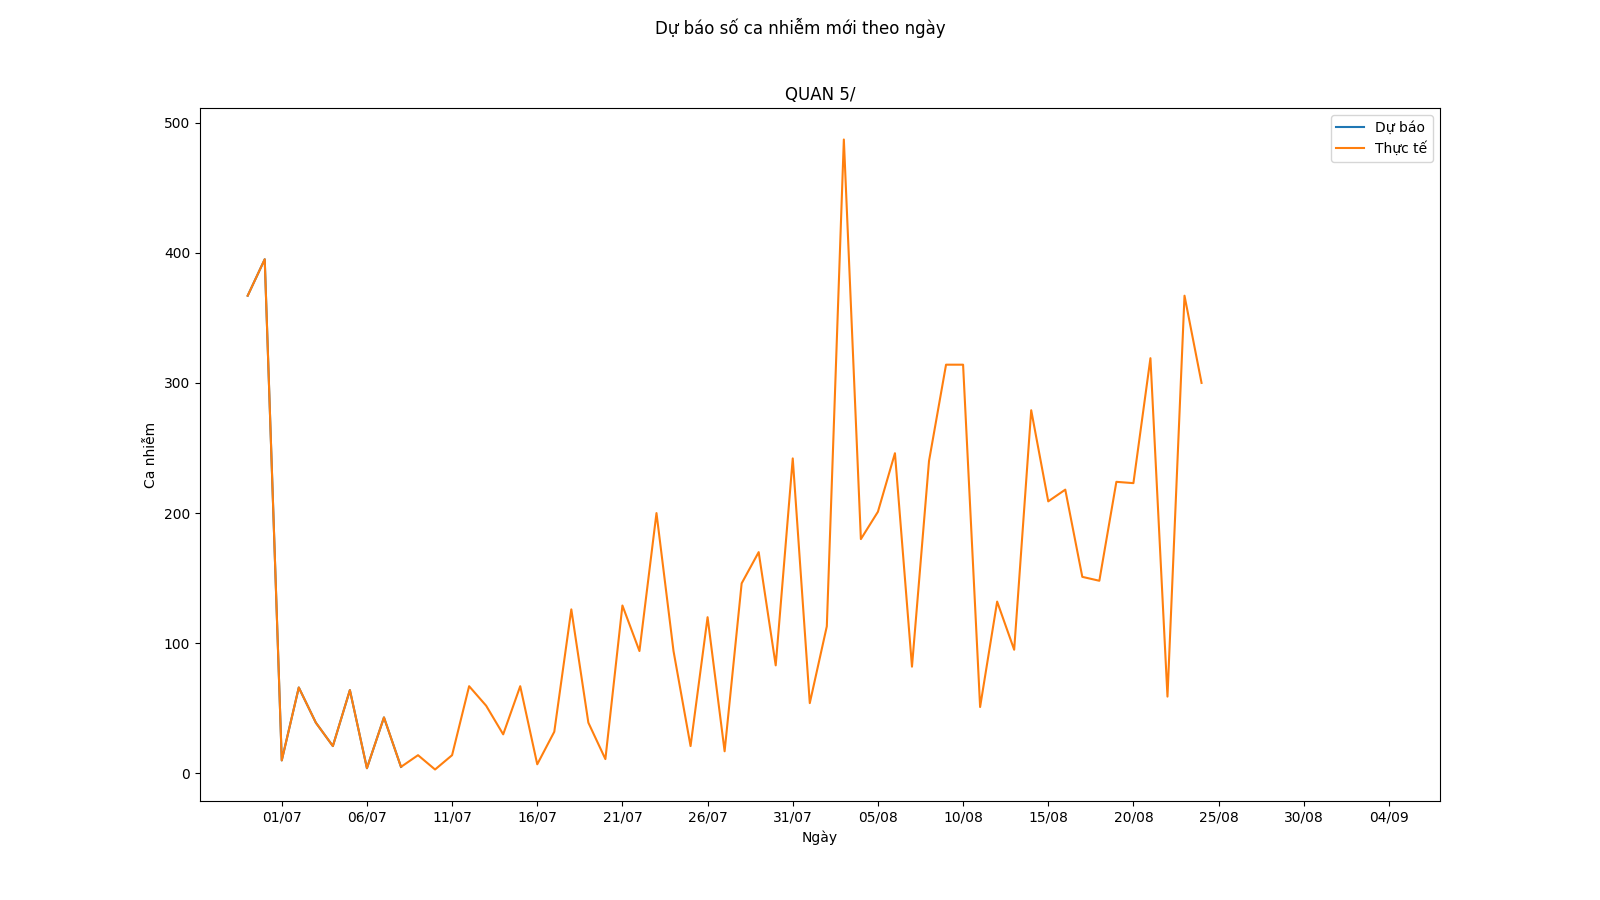 Dự báo số ca nhiễm mới theo ngày
QUAN 5/
Dự báo
Thực tế
500
400
300
200
100
0
Ca nhiễm
01/07 06/07 11/07 16/07 21/07 26/07 31/07 05/08 10/08 15/08 20/08 25/08 30/08 04/09
Ngày